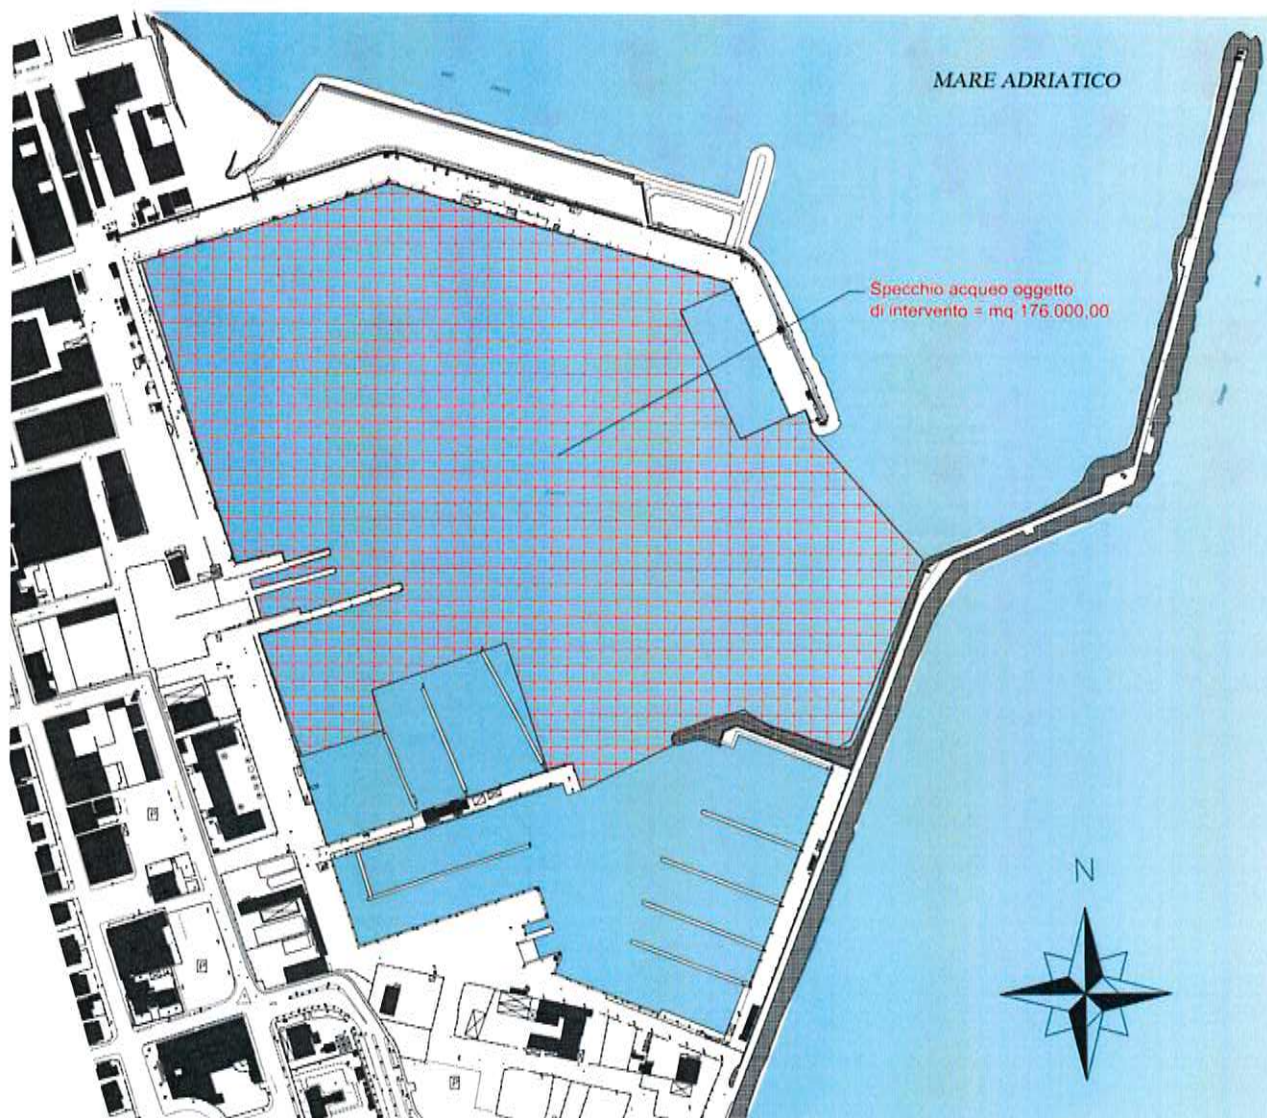 MARE ADRIATICO
Specchio acqueo oggetto
di intervento = mq 176.000,00
N
P
P
P